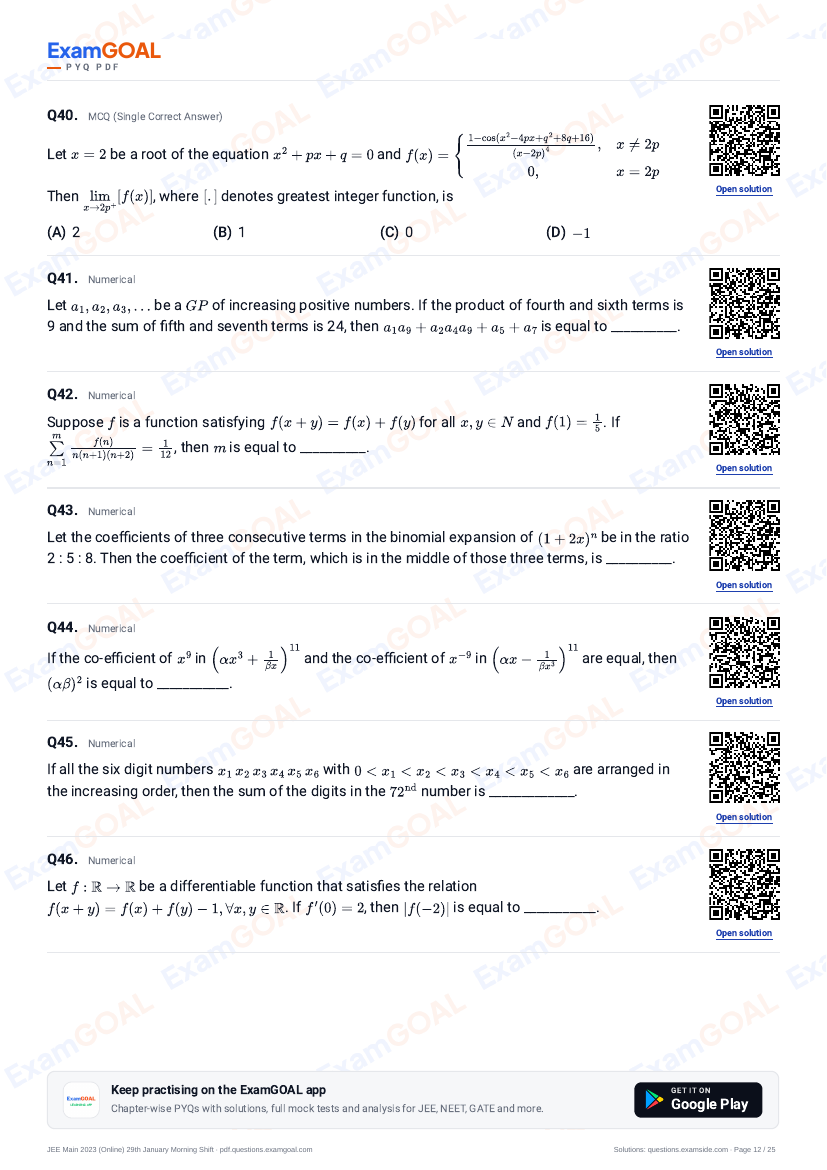 ExamGOAL
PYQ PDF
Q40. MCQ (Single Correct Answer)
Let x = 2 be a root of the equation x² + px + q = 0 and f(x) = { (1−cos(x²−4px+q²+8q+16))/(x−2p)⁴, x ≠ 2p
0, x = 2p
Then lim x→2p⁺ [f(x)], where [.] denotes greatest integer function, is
(A) 2 (B) 1 (C) 0 (D) −1
Open solution
Q41. Numerical
Let a₁, a₂, a₃, … be a GP of increasing positive numbers. If the product of fourth and sixth terms is
9 and the sum of fifth and seventh terms is 24, then a₁a₉ + a₂a₄a₉ + a₅ + a₇ is equal to __________.
Open solution
Q42. Numerical
Suppose f is a function satisfying f(x + y) = f(x) + f(y) for all x, y ∈ N and f(1) = 1/5. If
∑ n=1 to m f(n)/(n(n+1)(n+2)) = 1/12, then m is equal to __________.
Open solution
Q43. Numerical
Let the coefficients of three consecutive terms in the binomial expansion of (1 + 2x)ⁿ be in the ratio
2 : 5 : 8. Then the coefficient of the term, which is in the middle of those three terms, is __________.
Open solution
Q44. Numerical
If the co-efficient of x⁹ in (αx³ + 1/(βx))¹¹ and the co-efficient of x⁻⁹ in (αx − 1/(βx³))¹¹ are equal, then
(αβ)² is equal to ___________.
Open solution
Q45. Numerical
If all the six digit numbers x₁ x₂ x₃ x₄ x₅ x₆ with 0 < x₁ < x₂ < x₃ < x₄ < x₅ < x₆ are arranged in
the increasing order, then the sum of the digits in the 72ⁿᵈ number is _____________.
Open solution
Q46. Numerical
Let f : ℝ → ℝ be a differentiable function that satisfies the relation
f(x + y) = f(x) + f(y) − 1, ∀x, y ∈ ℝ. If f′(0) = 2, then |f(−2)| is equal to ___________.
Open solution
ExamGOAL
Keep practising on the ExamGOAL app
Chapter-wise PYQs with solutions, full mock tests and analysis for JEE, NEET, GATE and more.
GET IT ON
Google Play
JEE Main 2023 (Online) 29th January Morning Shift · pdf.questions.examgoal.com
Solutions: questions.examside.com · Page 12 / 25